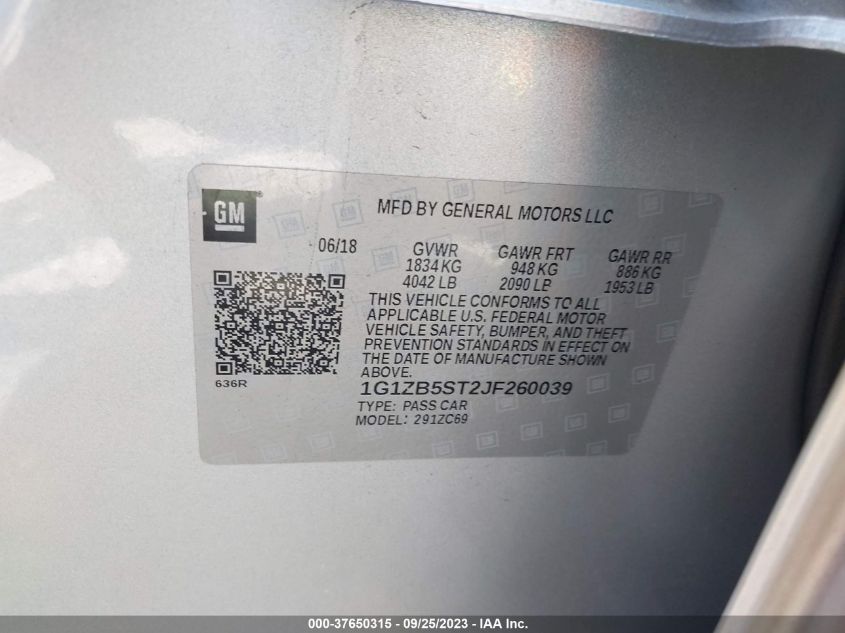 GM
MFD BY GENERAL MOTORS LLC
06/18 GVWR GAWR FRT GAWR RR
1834 KG 948 KG 886 KG
4042 LB 2090 LB 1953 LB
THIS VEHICLE CONFORMS TO ALL
APPLICABLE U.S. FEDERAL MOTOR
VEHICLE SAFETY, BUMPER, AND THEFT
PREVENTION STANDARDS IN EFFECT ON
THE DATE OF MANUFACTURE SHOWN
ABOVE.
636R
1G1ZB5ST2JF260039
TYPE: PASS CAR
MODEL: 291ZC69
000-37650315 - 09/25/2023 - IAA Inc.